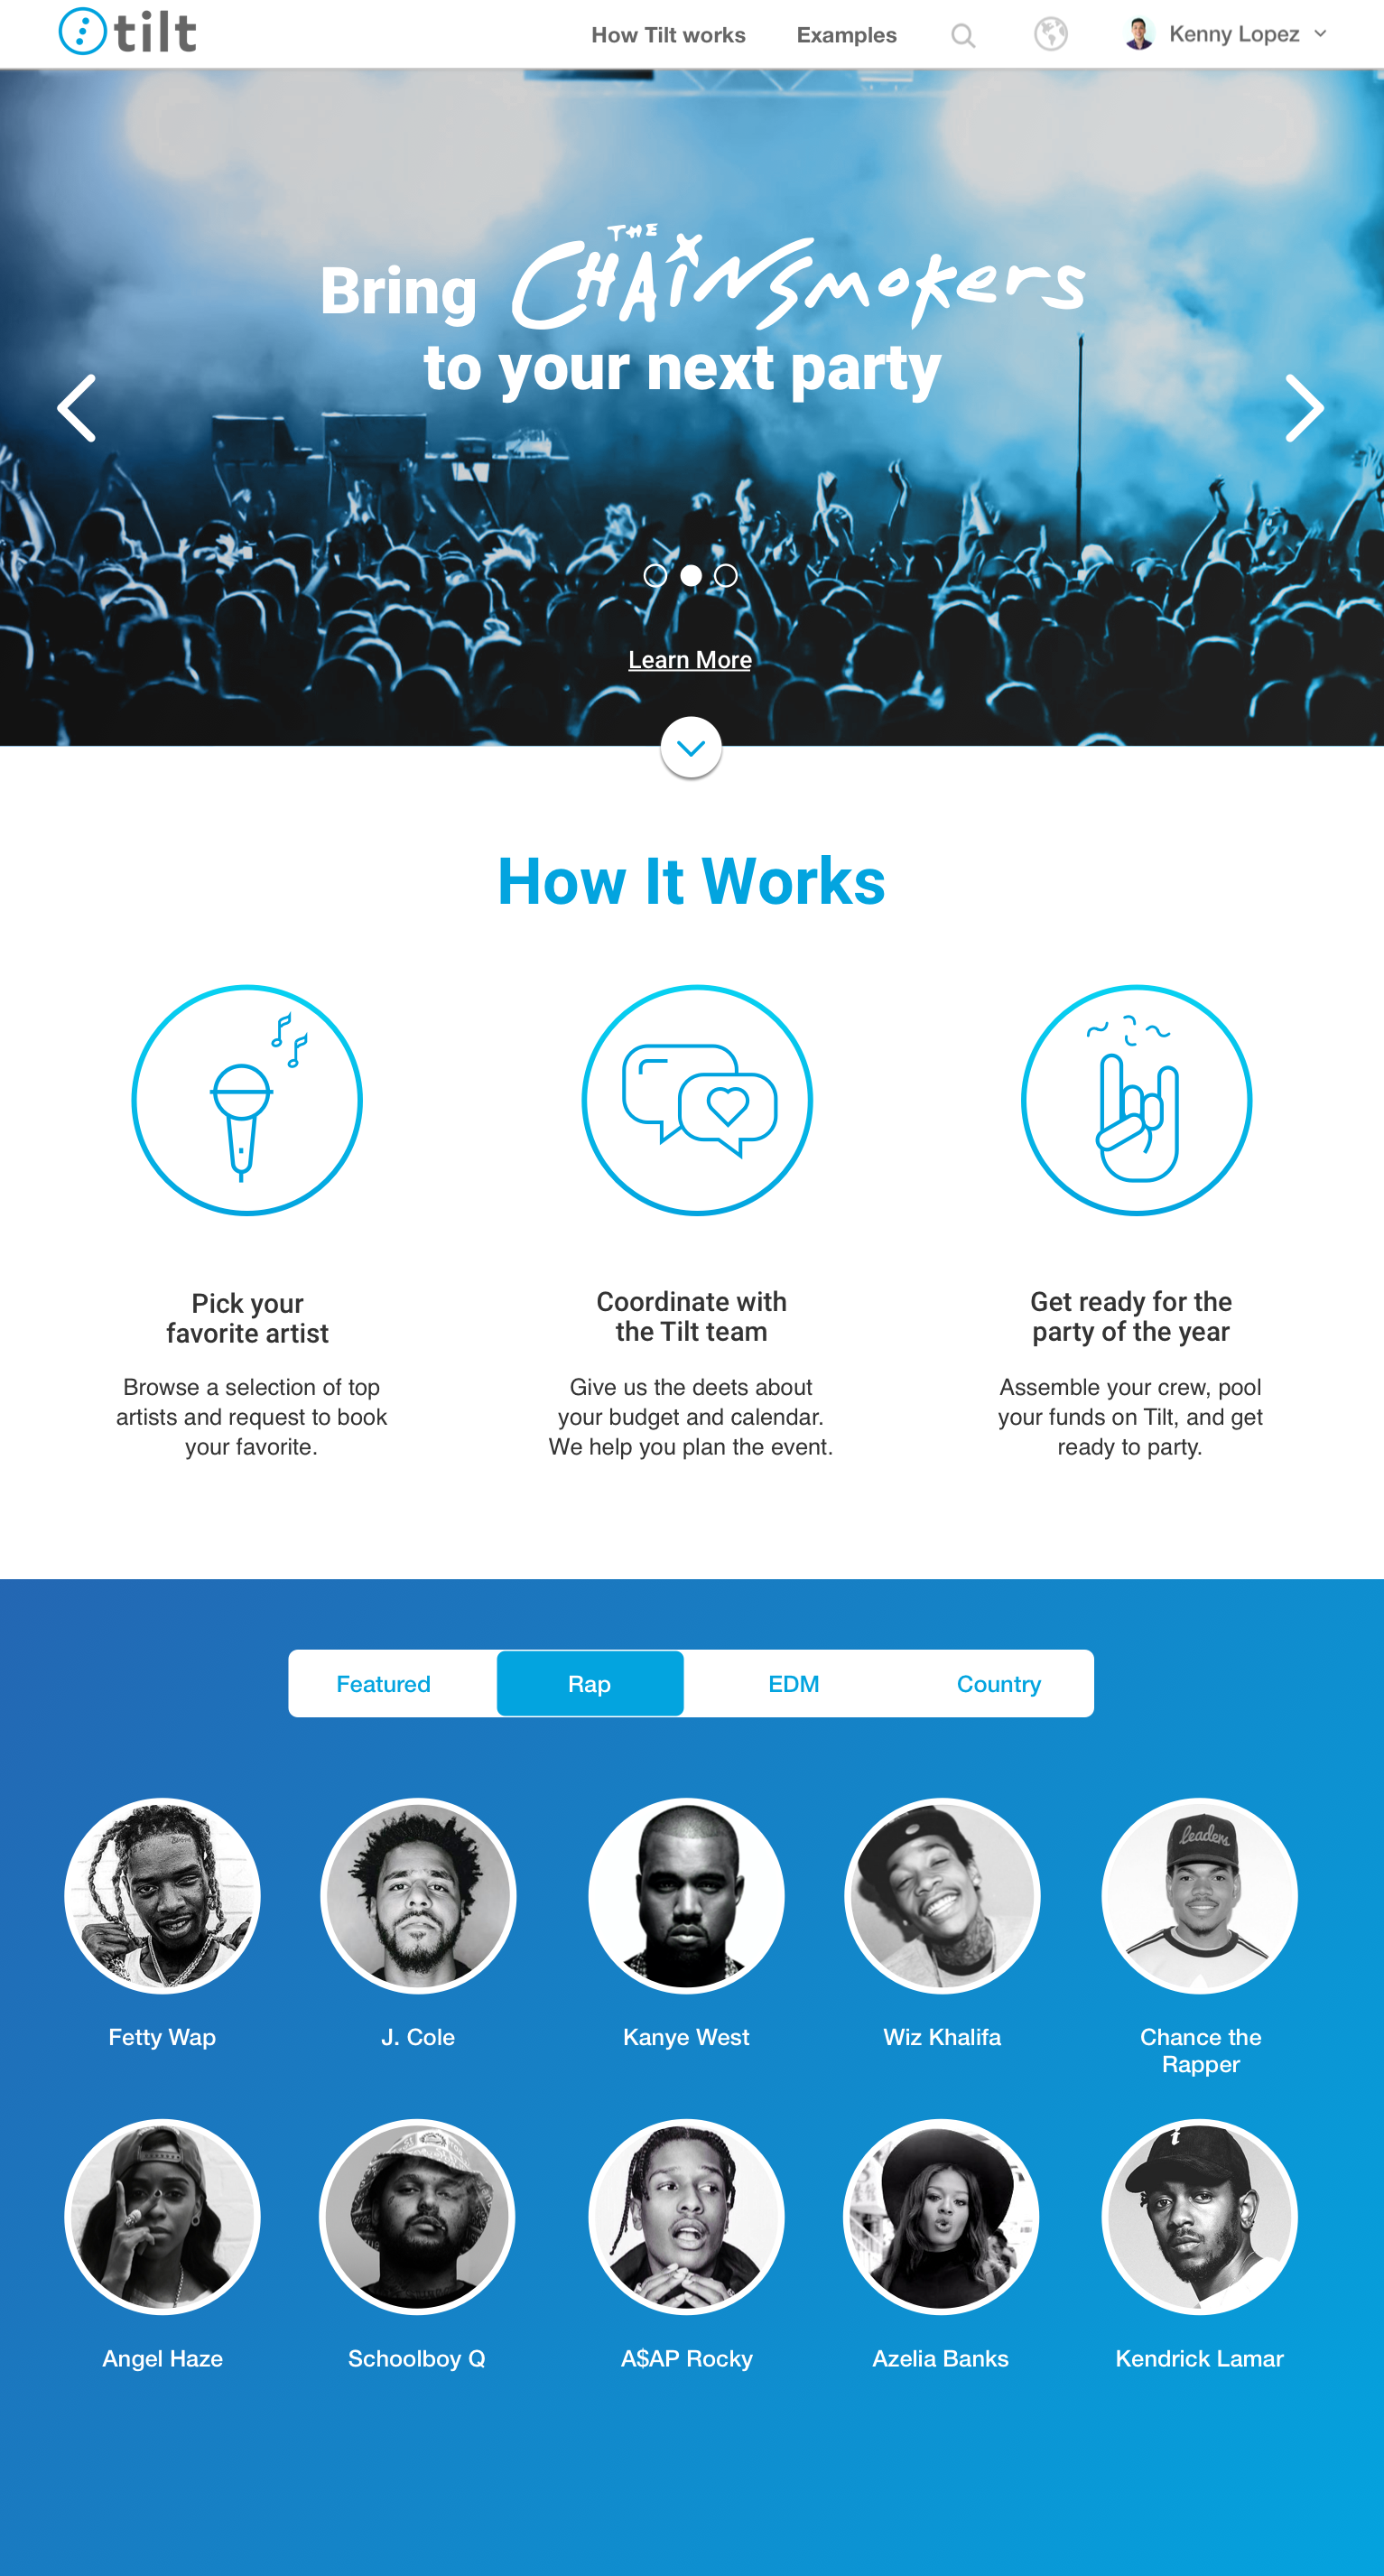 tilt
How Tilt works
Examples
Kenny Lopez
Bring THE CHAINSMOKERS
to your next party
Learn More
How It Works
Pick your
favorite artist
Browse a selection of top
artists and request to book
your favorite.
Coordinate with
the Tilt team
Give us the deets about
your budget and calendar.
We help you plan the event.
Get ready for the
party of the year
Assemble your crew, pool
your funds on Tilt, and get
ready to party.
Featured
Rap
EDM
Country
leaders
Fetty Wap
J. Cole
Kanye West
Wiz Khalifa
Chance the
Rapper
Angel Haze
Schoolboy Q
A$AP Rocky
Azelia Banks
Kendrick Lamar